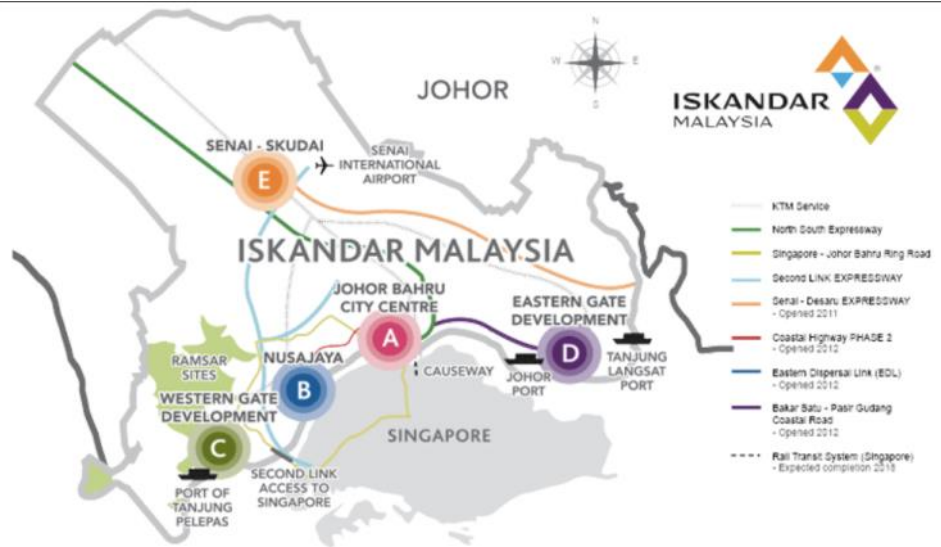 N
W
E
S
JOHOR
ISKANDAR
MALAYSIA
®
SENAI - SKUDAI
E
SENAI
INTERNATIONAL
AIRPORT
ISKANDAR MALAYSIA
JOHOR BAHRU
CITY CENTRE
A
EASTERN GATE
DEVELOPMENT
D
NUSAJAYA
B
RAMSAR
SITES
WESTERN GATE
DEVELOPMENT
C
CAUSEWAY
JOHOR
PORT
TANJUNG
LANGSAT
PORT
SINGAPORE
SECOND LINK
ACCESS TO
SINGAPORE
PORT OF
TANJUNG
PELEPAS
KTM Service
North South Expressway
Singapore - Johor Bahru Ring Road
Second LINK EXPRESSWAY
Senai - Desaru EXPRESSWAY
- Opened 2011
Coastal Highway PHASE 2
- Opened 2012
Eastern Dispersal Link (EDL)
- Opened 2012
Bakar Batu - Pasir Gudang
Coastal Road
- Opened 2012
Rail Transit System (Singapore)
- Expected completion 2018